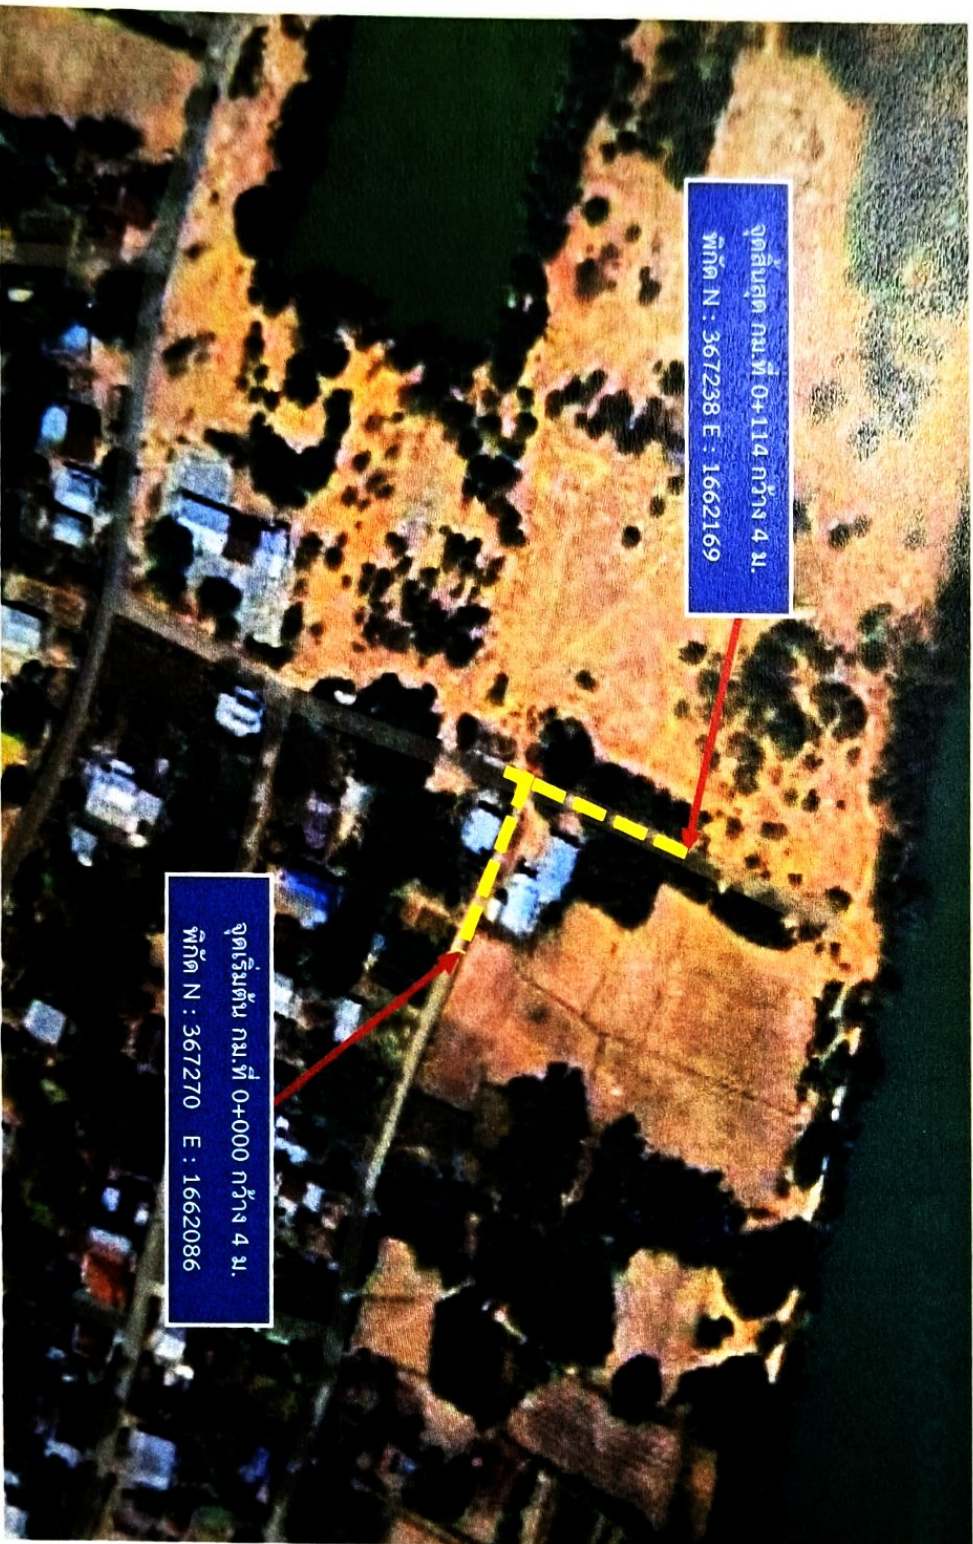 จุดสิ้นสุด กม.ที่ 0+114 กว้าง 4 ม.
พิกัด N : 367238 E : 1662169
จุดเริ่มต้น กม.ที่ 0+000 กว้าง 4 ม.
พิกัด N : 367270 E : 1662086